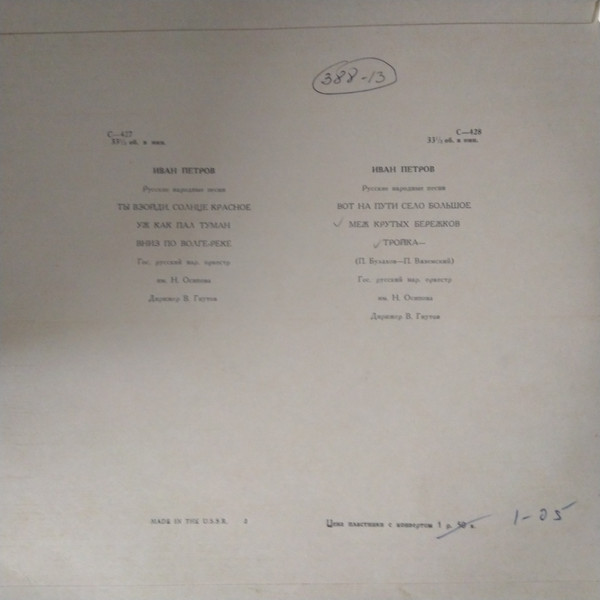 388-13
С—427
33⅓ об. в мин.
ИВАН ПЕТРОВ
Русские народные песни
ТЫ ВЗОЙДИ, СОЛНЦЕ КРАСНОЕ
УЖ КАК ПАЛ ТУМАН
ВНИЗ ПО ВОЛГЕ-РЕКЕ
Гос. русский нар. оркестр
им. Н. Осипова
Дирижер В. Гнутов
С—428
33⅓ об. в мин.
ИВАН ПЕТРОВ
Русские народные песни
ВОТ НА ПУТИ СЕЛО БОЛЬШОЕ
МЕЖ КРУТЫХ БЕРЕЖКОВ
ТРОЙКА—
(П. Булахов—П. Вяземский)
Гос. русский нар. оркестр
им. Н. Осипова
Дирижер В. Гнутов
MADE IN THE U.S.S.R. 2
Цена пластинки с конвертом 1 р. 90 к. 1-05